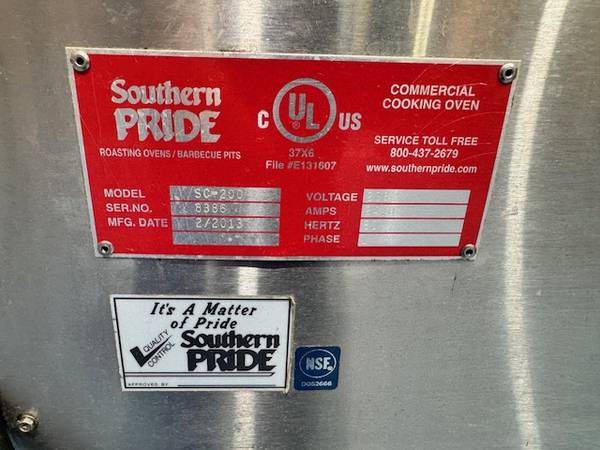 Southern
PRIDE
ROASTING OVENS / BARBECUE PITS
C UL US
®
37X6
File #E131607
COMMERCIAL
COOKING OVEN
SERVICE TOLL FREE
800-437-2679
www.southernpride.com
MODEL SC-200
SER.NO. 8386
MFG. DATE 2/2013
VOLTAGE
AMPS
HERTZ
PHASE
It's A Matter
of Pride
QUALITY
CONTROL
Southern
PRIDE
APPROVED BY
NSF.